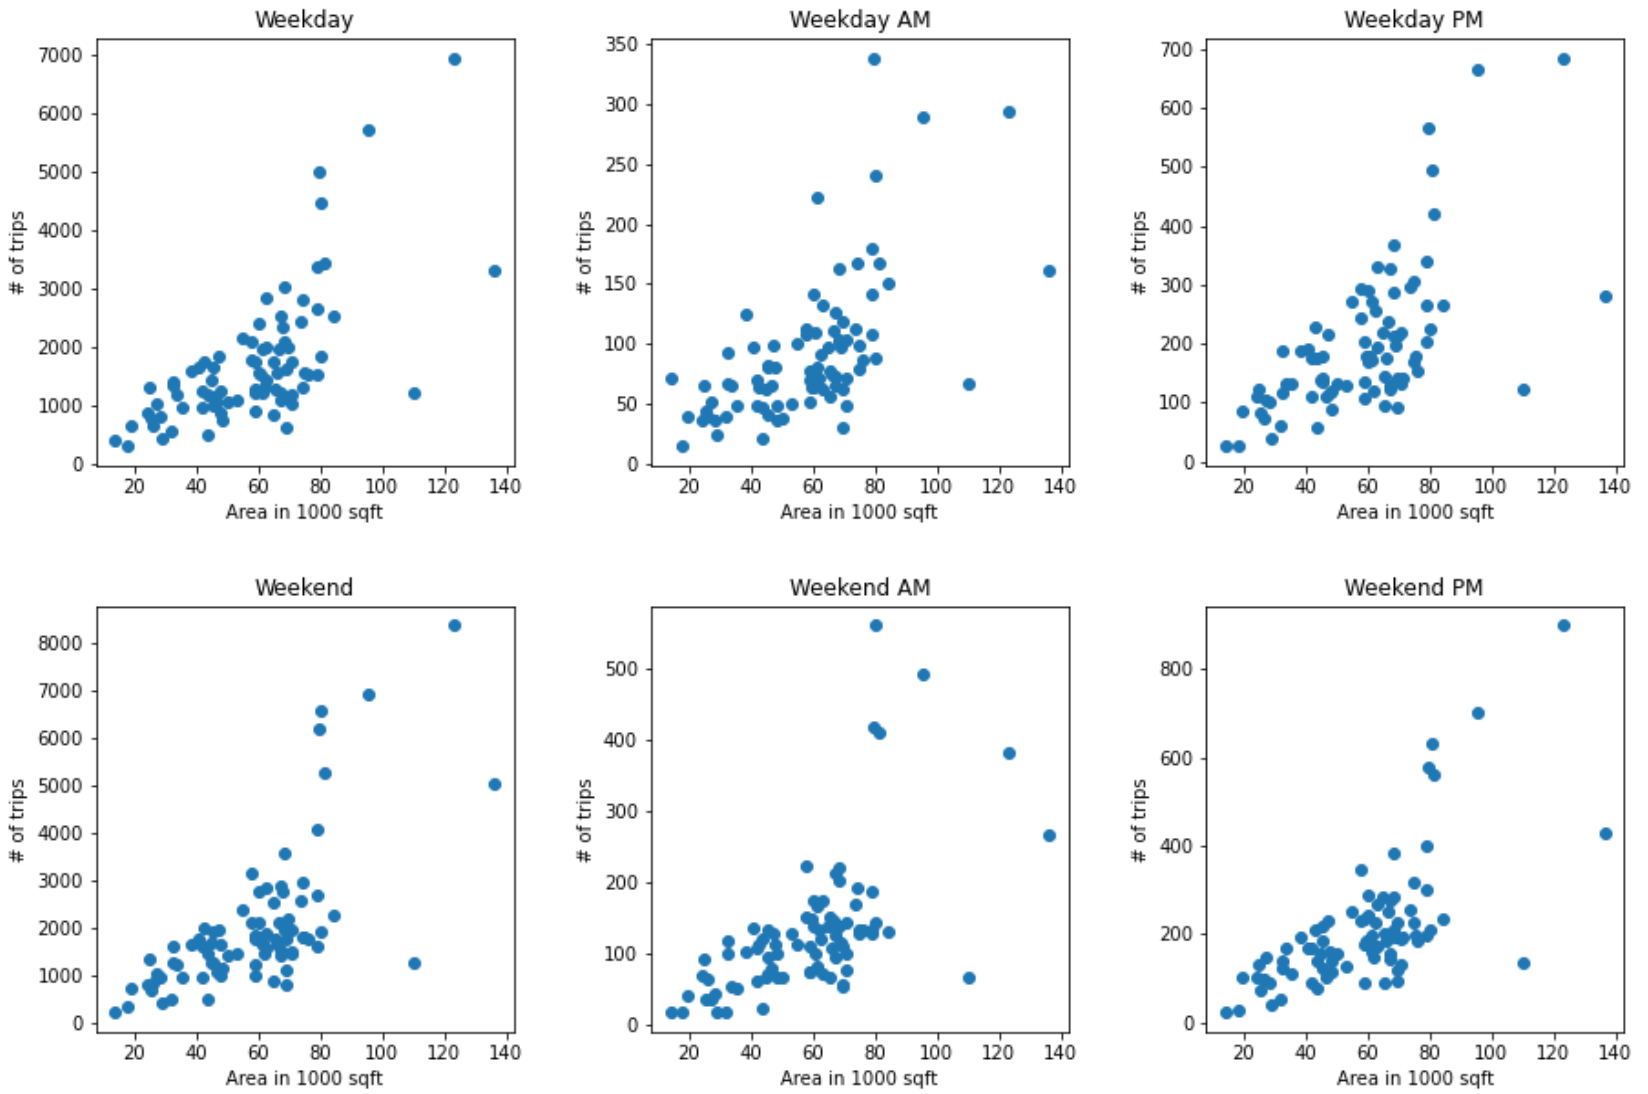 Weekday
7000
6000
5000
4000
3000
2000
1000
0
# of trips
20 40 60 80 100 120 140
Area in 1000 sqft
Weekday AM
350
300
250
200
150
100
50
0
# of trips
20 40 60 80 100 120 140
Area in 1000 sqft
Weekday PM
700
600
500
400
300
200
100
0
# of trips
20 40 60 80 100 120 140
Area in 1000 sqft
Weekend
8000
7000
6000
5000
4000
3000
2000
1000
0
# of trips
20 40 60 80 100 120 140
Area in 1000 sqft
Weekend AM
500
400
300
200
100
0
# of trips
20 40 60 80 100 120 140
Area in 1000 sqft
Weekend PM
800
600
400
200
0
# of trips
20 40 60 80 100 120 140
Area in 1000 sqft